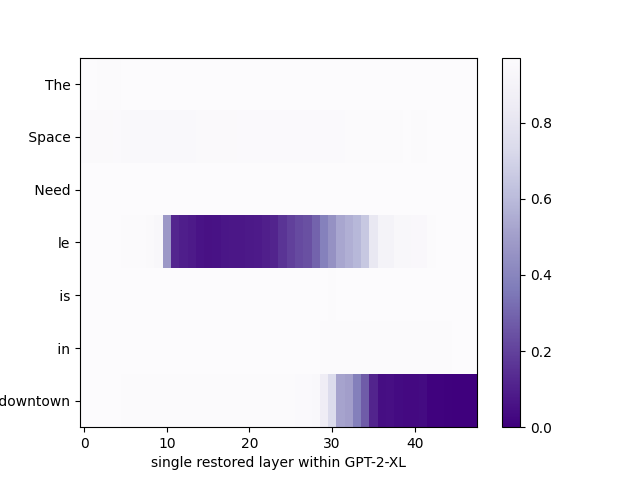 The
Space
Need
le
is
in
downtown
0
10
20
30
40
single restored layer within GPT-2-XL
0.8
0.6
0.4
0.2
0.0